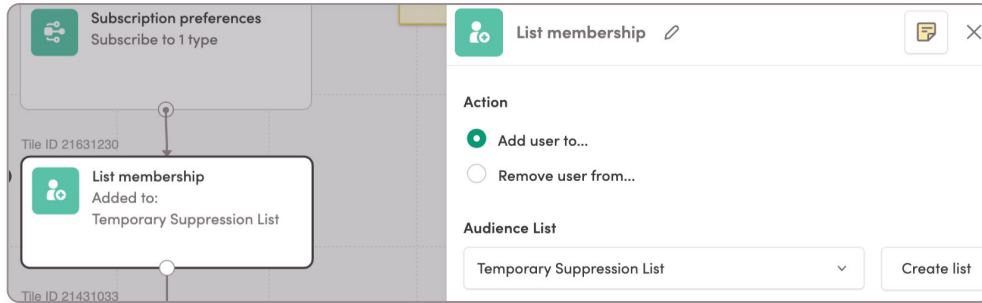 Subscription preferences
Subscribe to 1 type
Tile ID 21631230
List membership
Added to:
Temporary Suppression List
Tile ID 21431033
List membership
Action
Add user to...
Remove user from...
Audience List
Temporary Suppression List
Create list